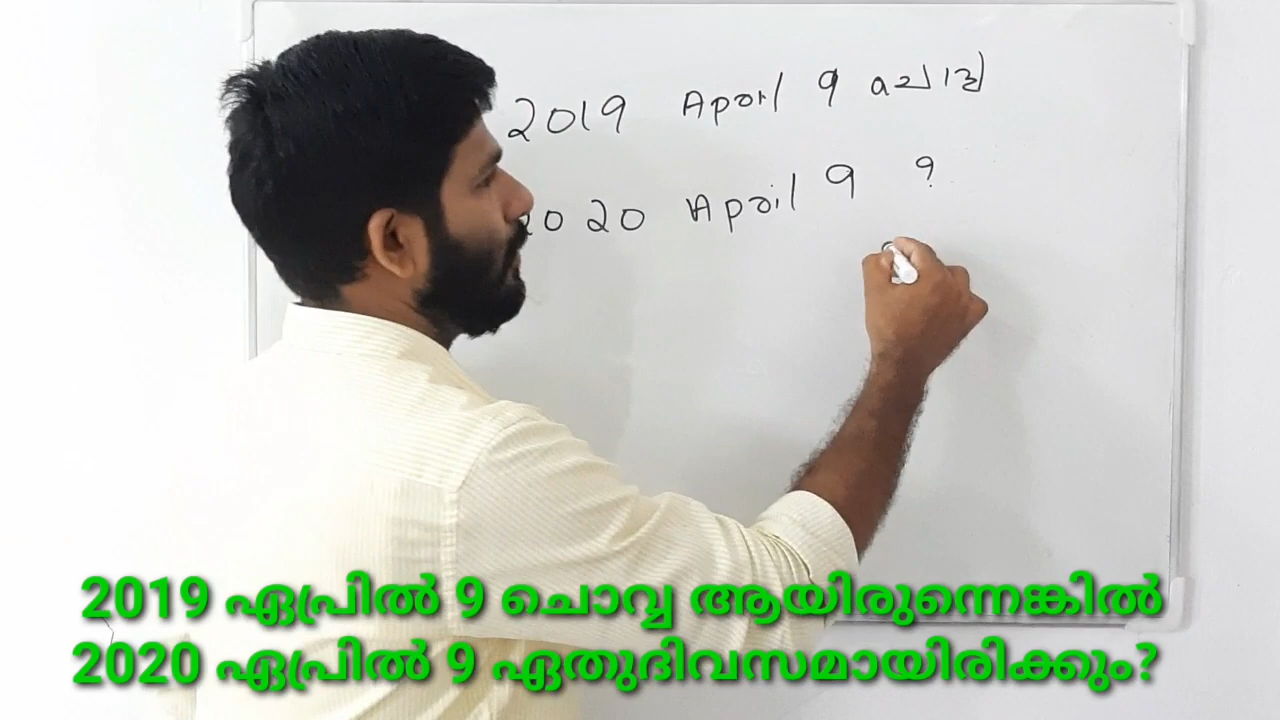 2019 April 9 ചൊവ്വ
2020 April 9 ?
2019 ഏപ്രിൽ 9 ചൊവ്വ ആയിരുന്നെങ്കിൽ
2020 ഏപ്രിൽ 9 ഏതുദിവസമായിരിക്കും?